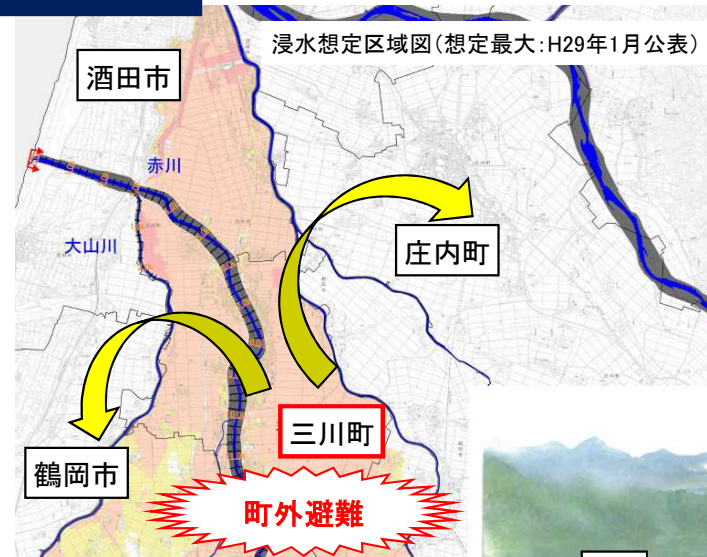 浸水想定区域図(想定最大:H29年1月公表)
酒田市
赤川
大山川
庄内町
三川町
鶴岡市
町外避難